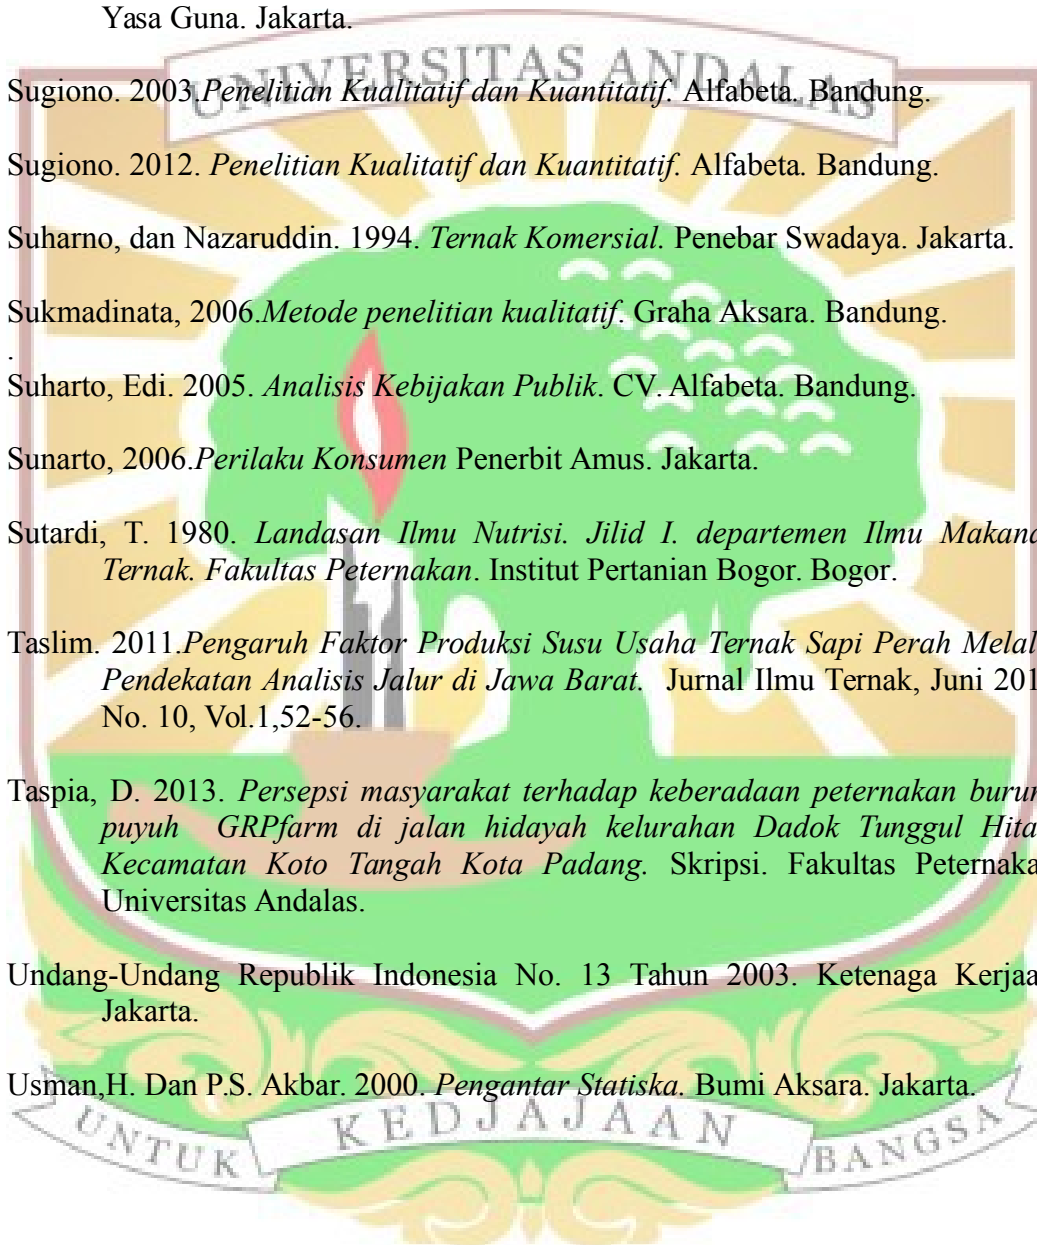 Yasa Guna. Jakarta.
UNIVERSITAS ANDALAS
Sugiono. 2003.Penelitian Kualitatif dan Kuantitatif. Alfabeta. Bandung.
Sugiono. 2012. Penelitian Kualitatif dan Kuantitatif. Alfabeta. Bandung.
Suharno, dan Nazaruddin. 1994. Ternak Komersial. Penebar Swadaya. Jakarta.
Sukmadinata, 2006.Metode penelitian kualitatif. Graha Aksara. Bandung.
.
Suharto, Edi. 2005. Analisis Kebijakan Publik. CV. Alfabeta. Bandung.
Sunarto, 2006.Perilaku Konsumen Penerbit Amus. Jakarta.
Sutardi, T. 1980. Landasan Ilmu Nutrisi. Jilid I. departemen Ilmu Makana
Ternak. Fakultas Peternakan. Institut Pertanian Bogor. Bogor.
Taslim. 2011.Pengaruh Faktor Produksi Susu Usaha Ternak Sapi Perah Melal
Pendekatan Analisis Jalur di Jawa Barat. Jurnal Ilmu Ternak, Juni 201
No. 10, Vol.1,52-56.
Taspia, D. 2013. Persepsi masyarakat terhadap keberadaan peternakan burun
puyuh GRPfarm di jalan hidayah kelurahan Dadok Tunggul Hita
Kecamatan Koto Tangah Kota Padang. Skripsi. Fakultas Peternaka
Universitas Andalas.
Undang-Undang Republik Indonesia No. 13 Tahun 2003. Ketenaga Kerjaa
Jakarta.
Usman,H. Dan P.S. Akbar. 2000. Pengantar Statiska. Bumi Aksara. Jakarta.
UNTUK KEDJAJAAN BANGSA